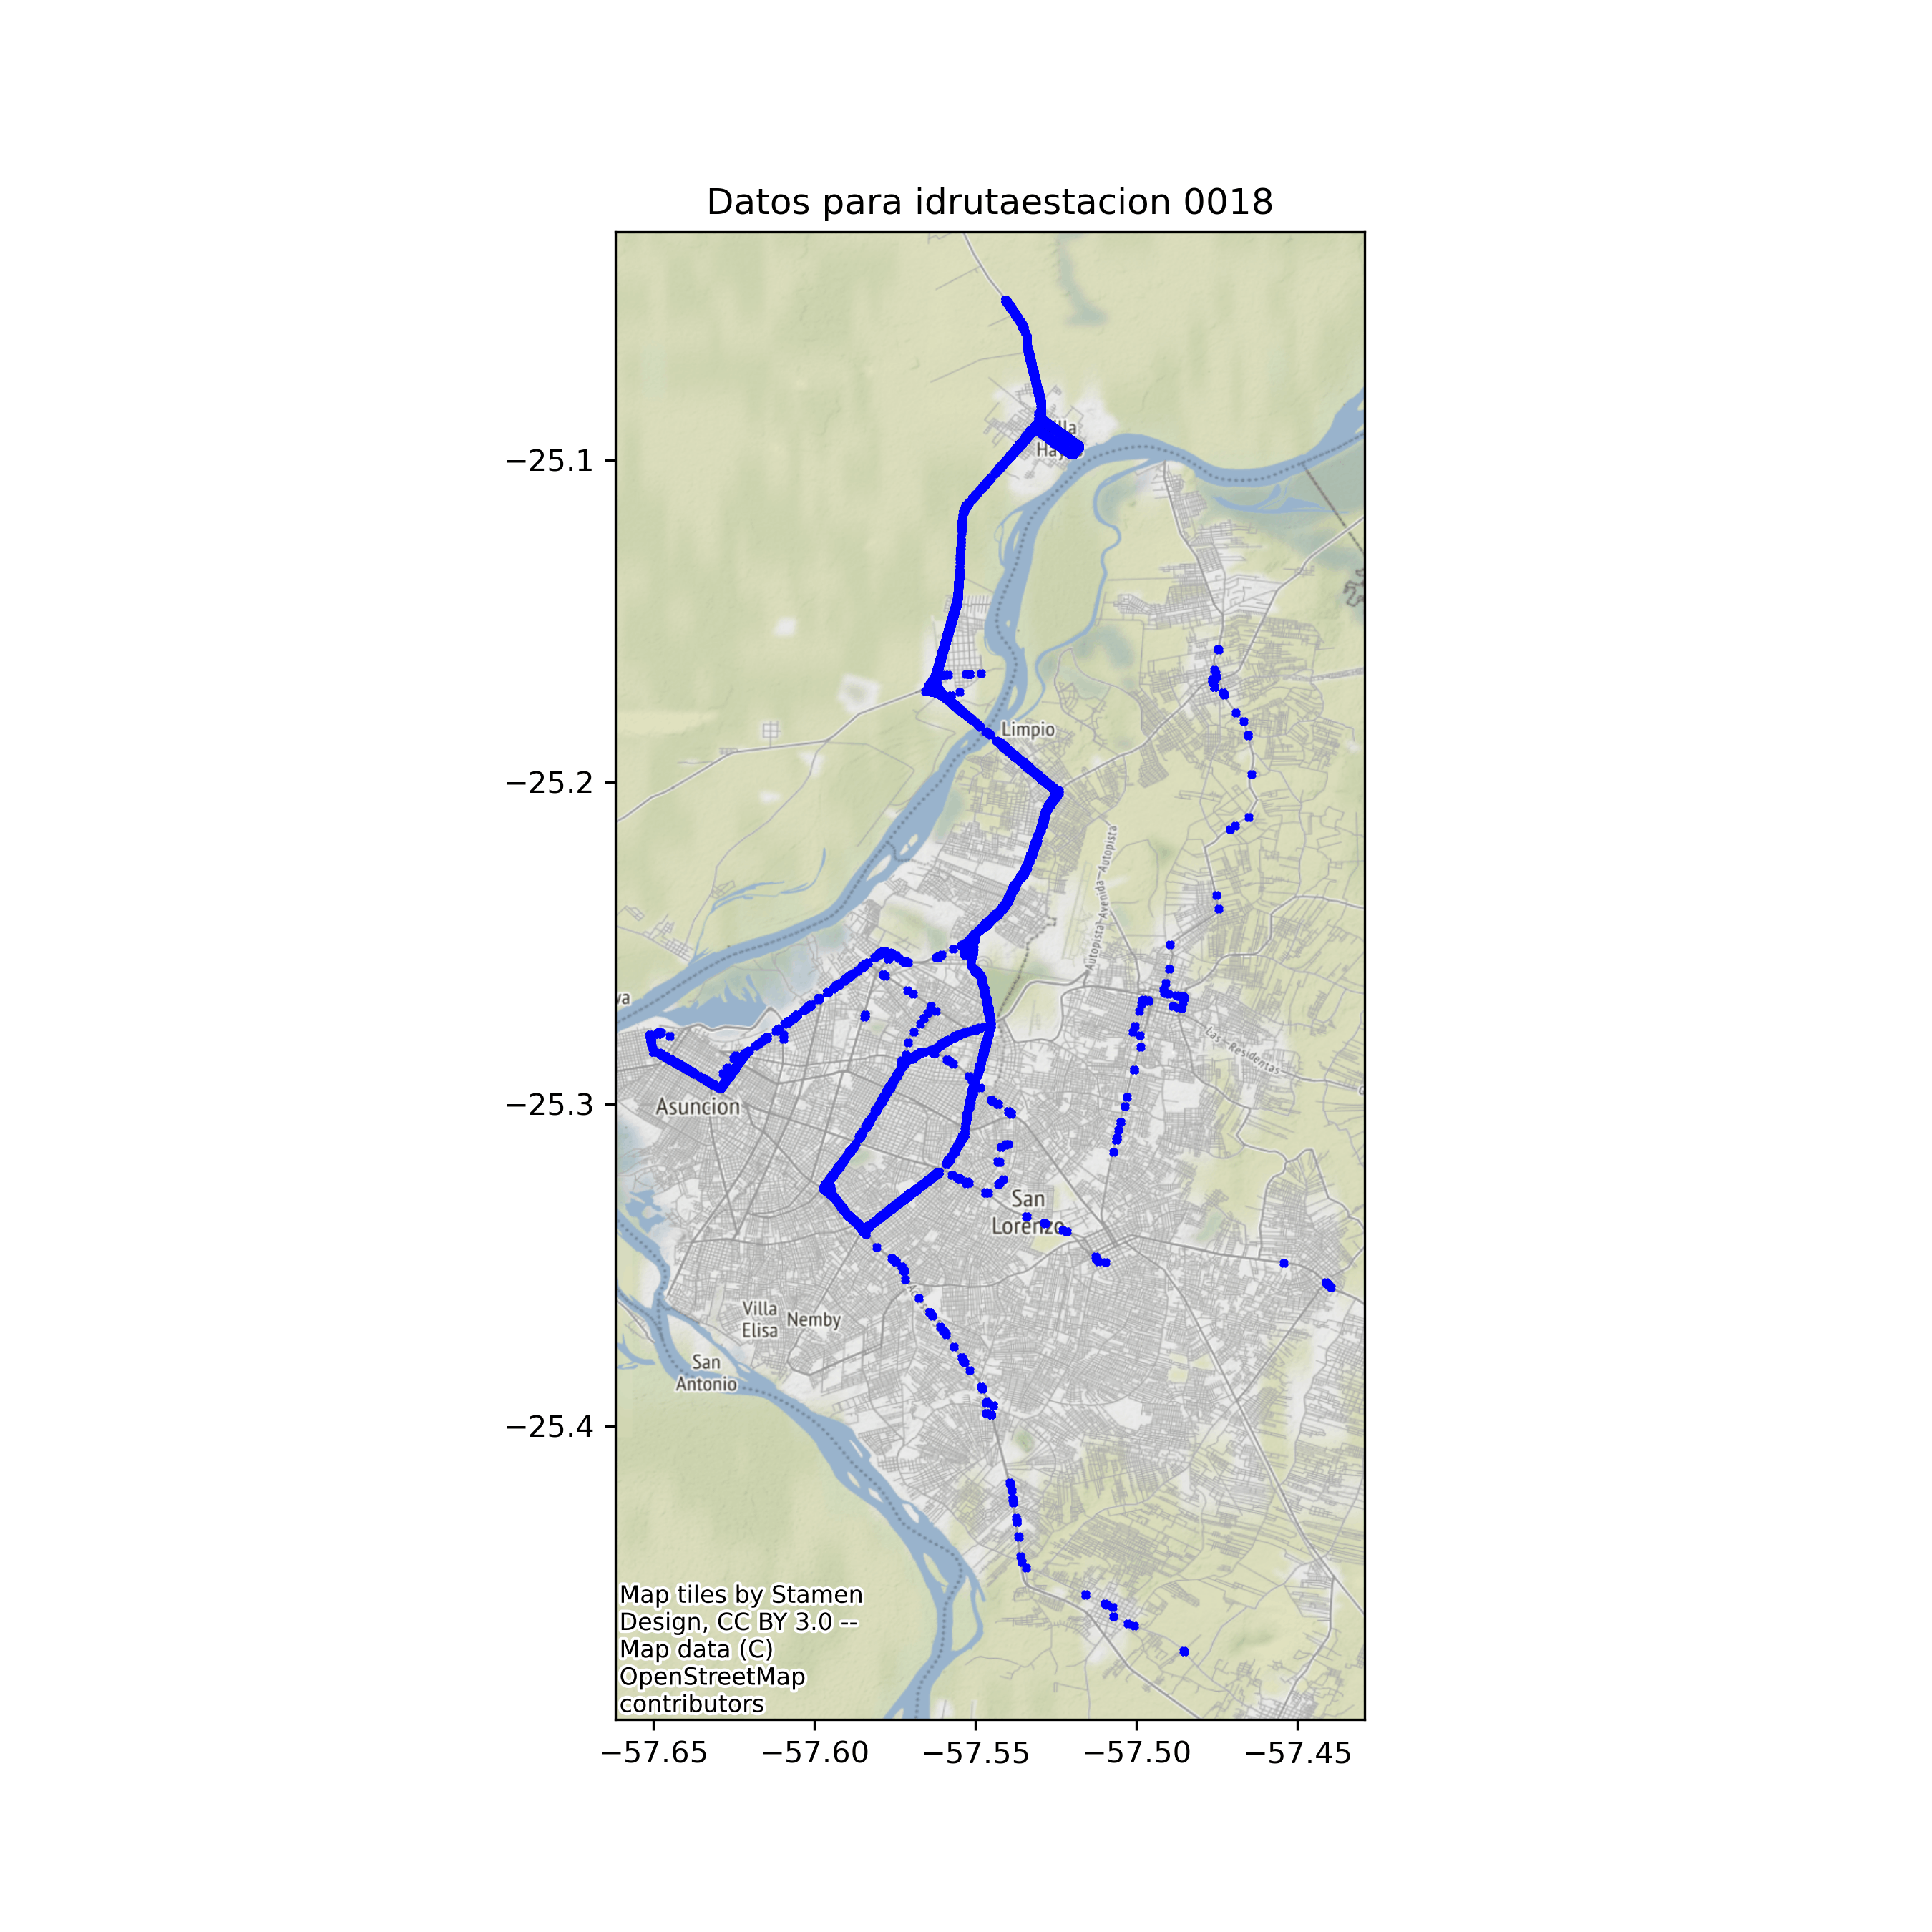 Datos para idrutaestacion 0018
−25.1
−25.2
−25.3
−25.4
Limpio
Autopista
Avenida Autopista
Las Residentas
Asuncion
San
Lorenzo
Villa
Elisa
Nemby
San
Antonio
Map tiles by Stamen
Design, CC BY 3.0 --
Map data (C)
OpenStreetMap
contributors
−57.65
−57.60
−57.55
−57.50
−57.45